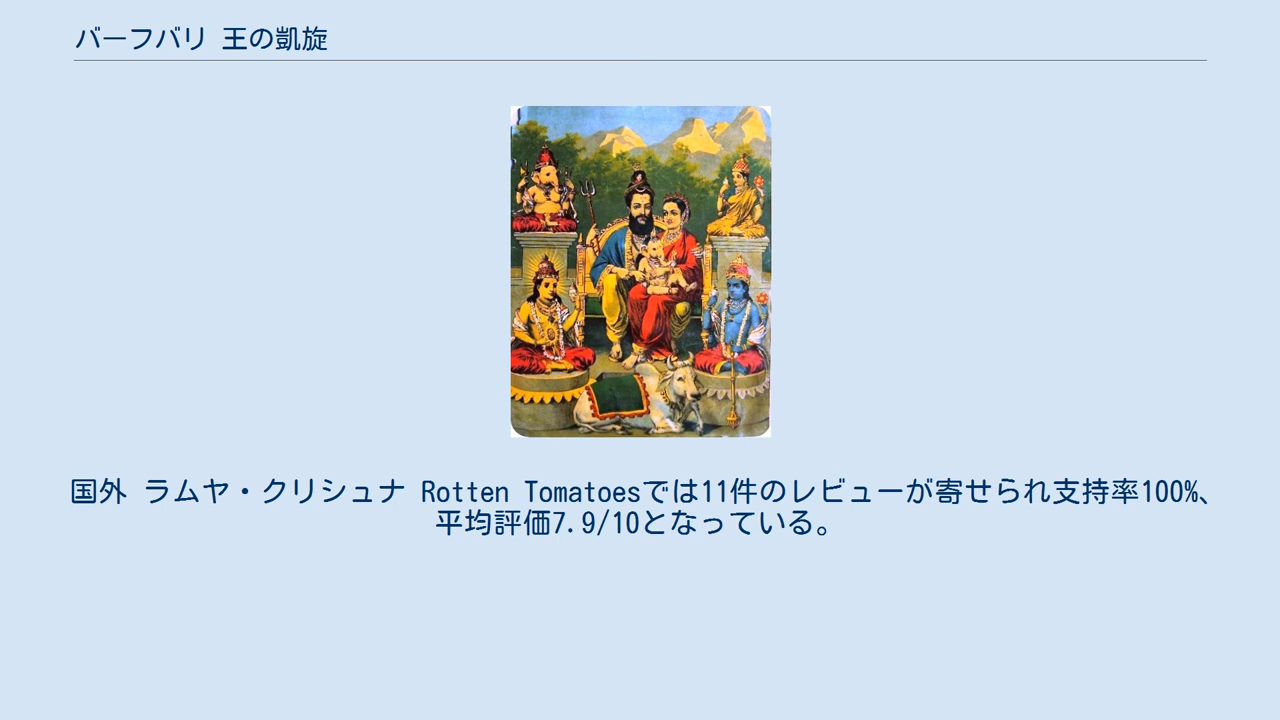 バーフバリ 王の凱旋
国外 ラムヤ・クリシュナ Rotten Tomatoesでは11件のレビューが寄せられ支持率100%、
平均評価7.9/10となっている。